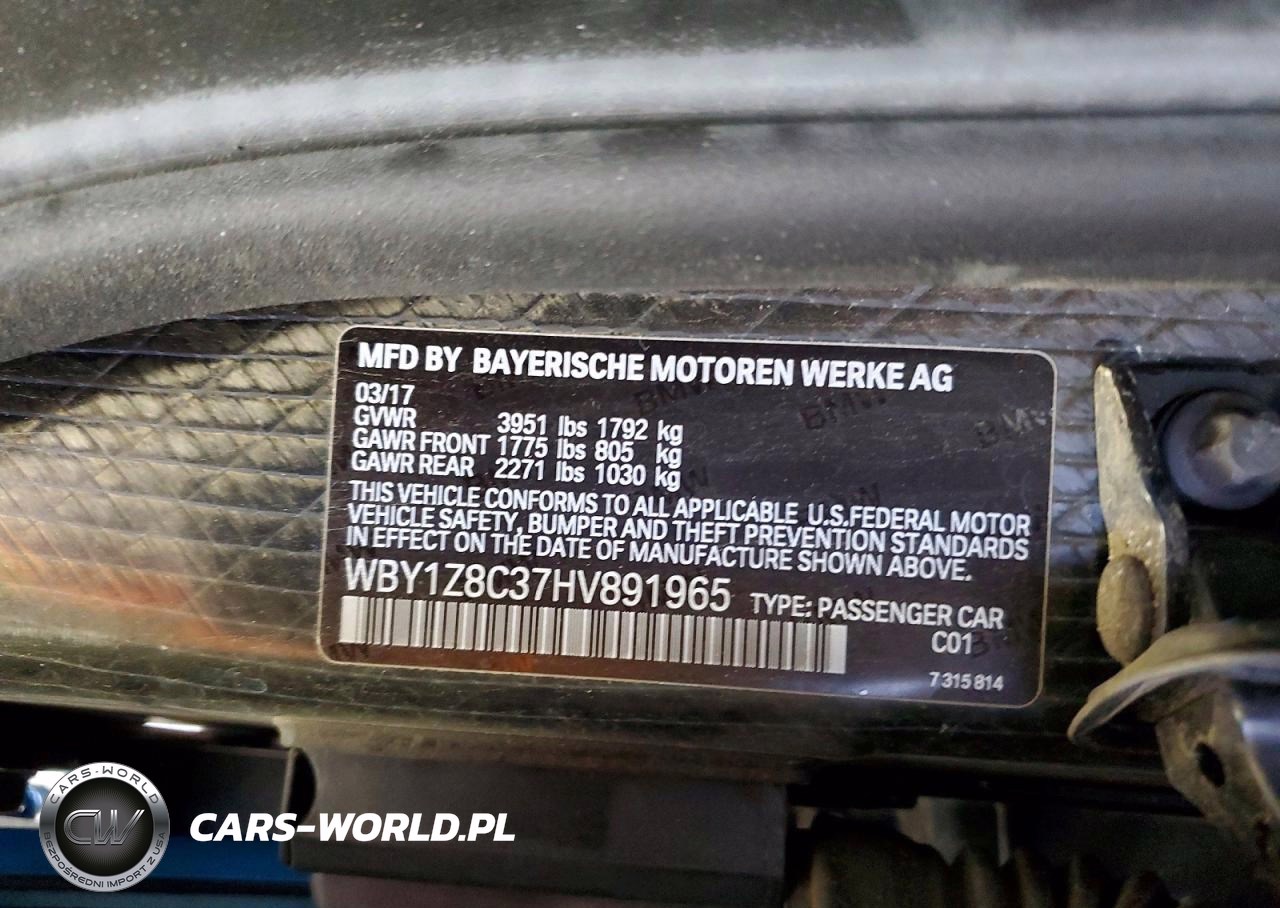 MFD BY BAYERISCHE MOTOREN WERKE AG
03/17
GVWR 3951 lbs 1792 kg
GAWR FRONT 1775 lbs 805 kg
GAWR REAR 2271 lbs 1030 kg
THIS VEHICLE CONFORMS TO ALL APPLICABLE U.S.FEDERAL MOTOR
VEHICLE SAFETY, BUMPER AND THEFT PREVENTION STANDARDS
IN EFFECT ON THE DATE OF MANUFACTURE SHOWN ABOVE.
WBY1Z8C37HV891965 TYPE: PASSENGER CAR
C01
7 315 814
CARS-WORLD
CW
BEZPOŚREDNI IMPORT Z USA
CARS-WORLD.PL